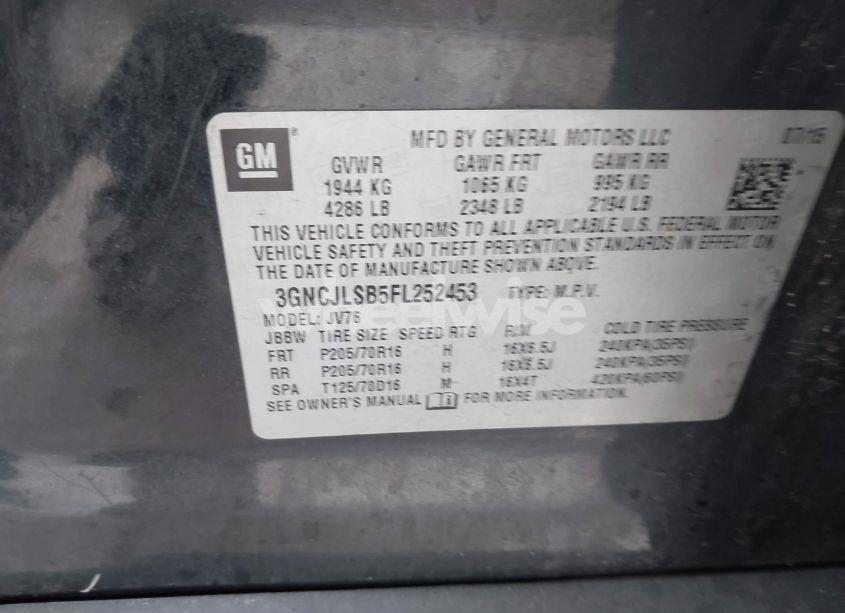 GM®
MFD BY GENERAL MOTORS LLC 07/15
GVWR GAWR FRT GAWR RR
1944 KG 1065 KG 995 KG
4286 LB 2348 LB 2194 LB
THIS VEHICLE CONFORMS TO ALL APPLICABLE U.S. FEDERAL MOTOR
VEHICLE SAFETY AND THEFT PREVENTION STANDARDS IN EFFECT ON
THE DATE OF MANUFACTURE SHOWN ABOVE.
3GNCJLSB5FL252453 TYPE: M.P.V.
MODEL: JV76
JBBW TIRE SIZE SPEED RTG RIM COLD TIRE PRESSURE
FRT P205/70R16 H 16X6.5J 240KPA(35PSI)
RR P205/70R16 H 16X6.5J 240KPA(35PSI)
SPA T125/70D16 M 16X4T 420KPA(60PSI)
SEE OWNER'S MANUAL FOR MORE INFORMATION.